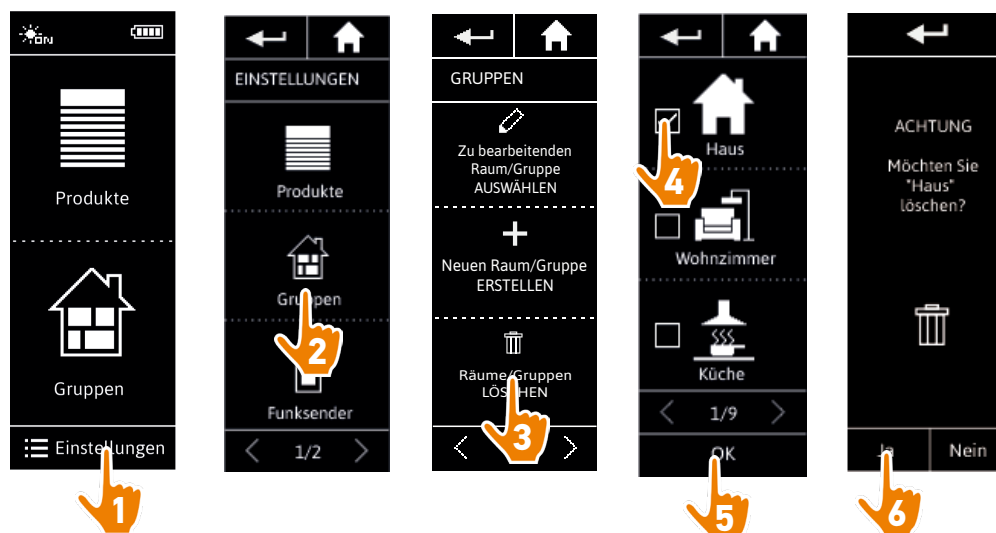 ON
Produkte
Gruppen
Einstellungen
1
EINSTELLUNGEN
Produkte
Gruppen
2
Funksender
1/2
GRUPPEN
Zu bearbeitenden
Raum/Gruppe
AUSWÄHLEN
Neuen Raum/Gruppe
ERSTELLEN
Räume/Gruppen
LÖSCHEN
3
Haus
4
Wohnzimmer
Küche
1/9
OK
5
ACHTUNG
Möchten Sie
"Haus"
löschen?
Ja Nein
6